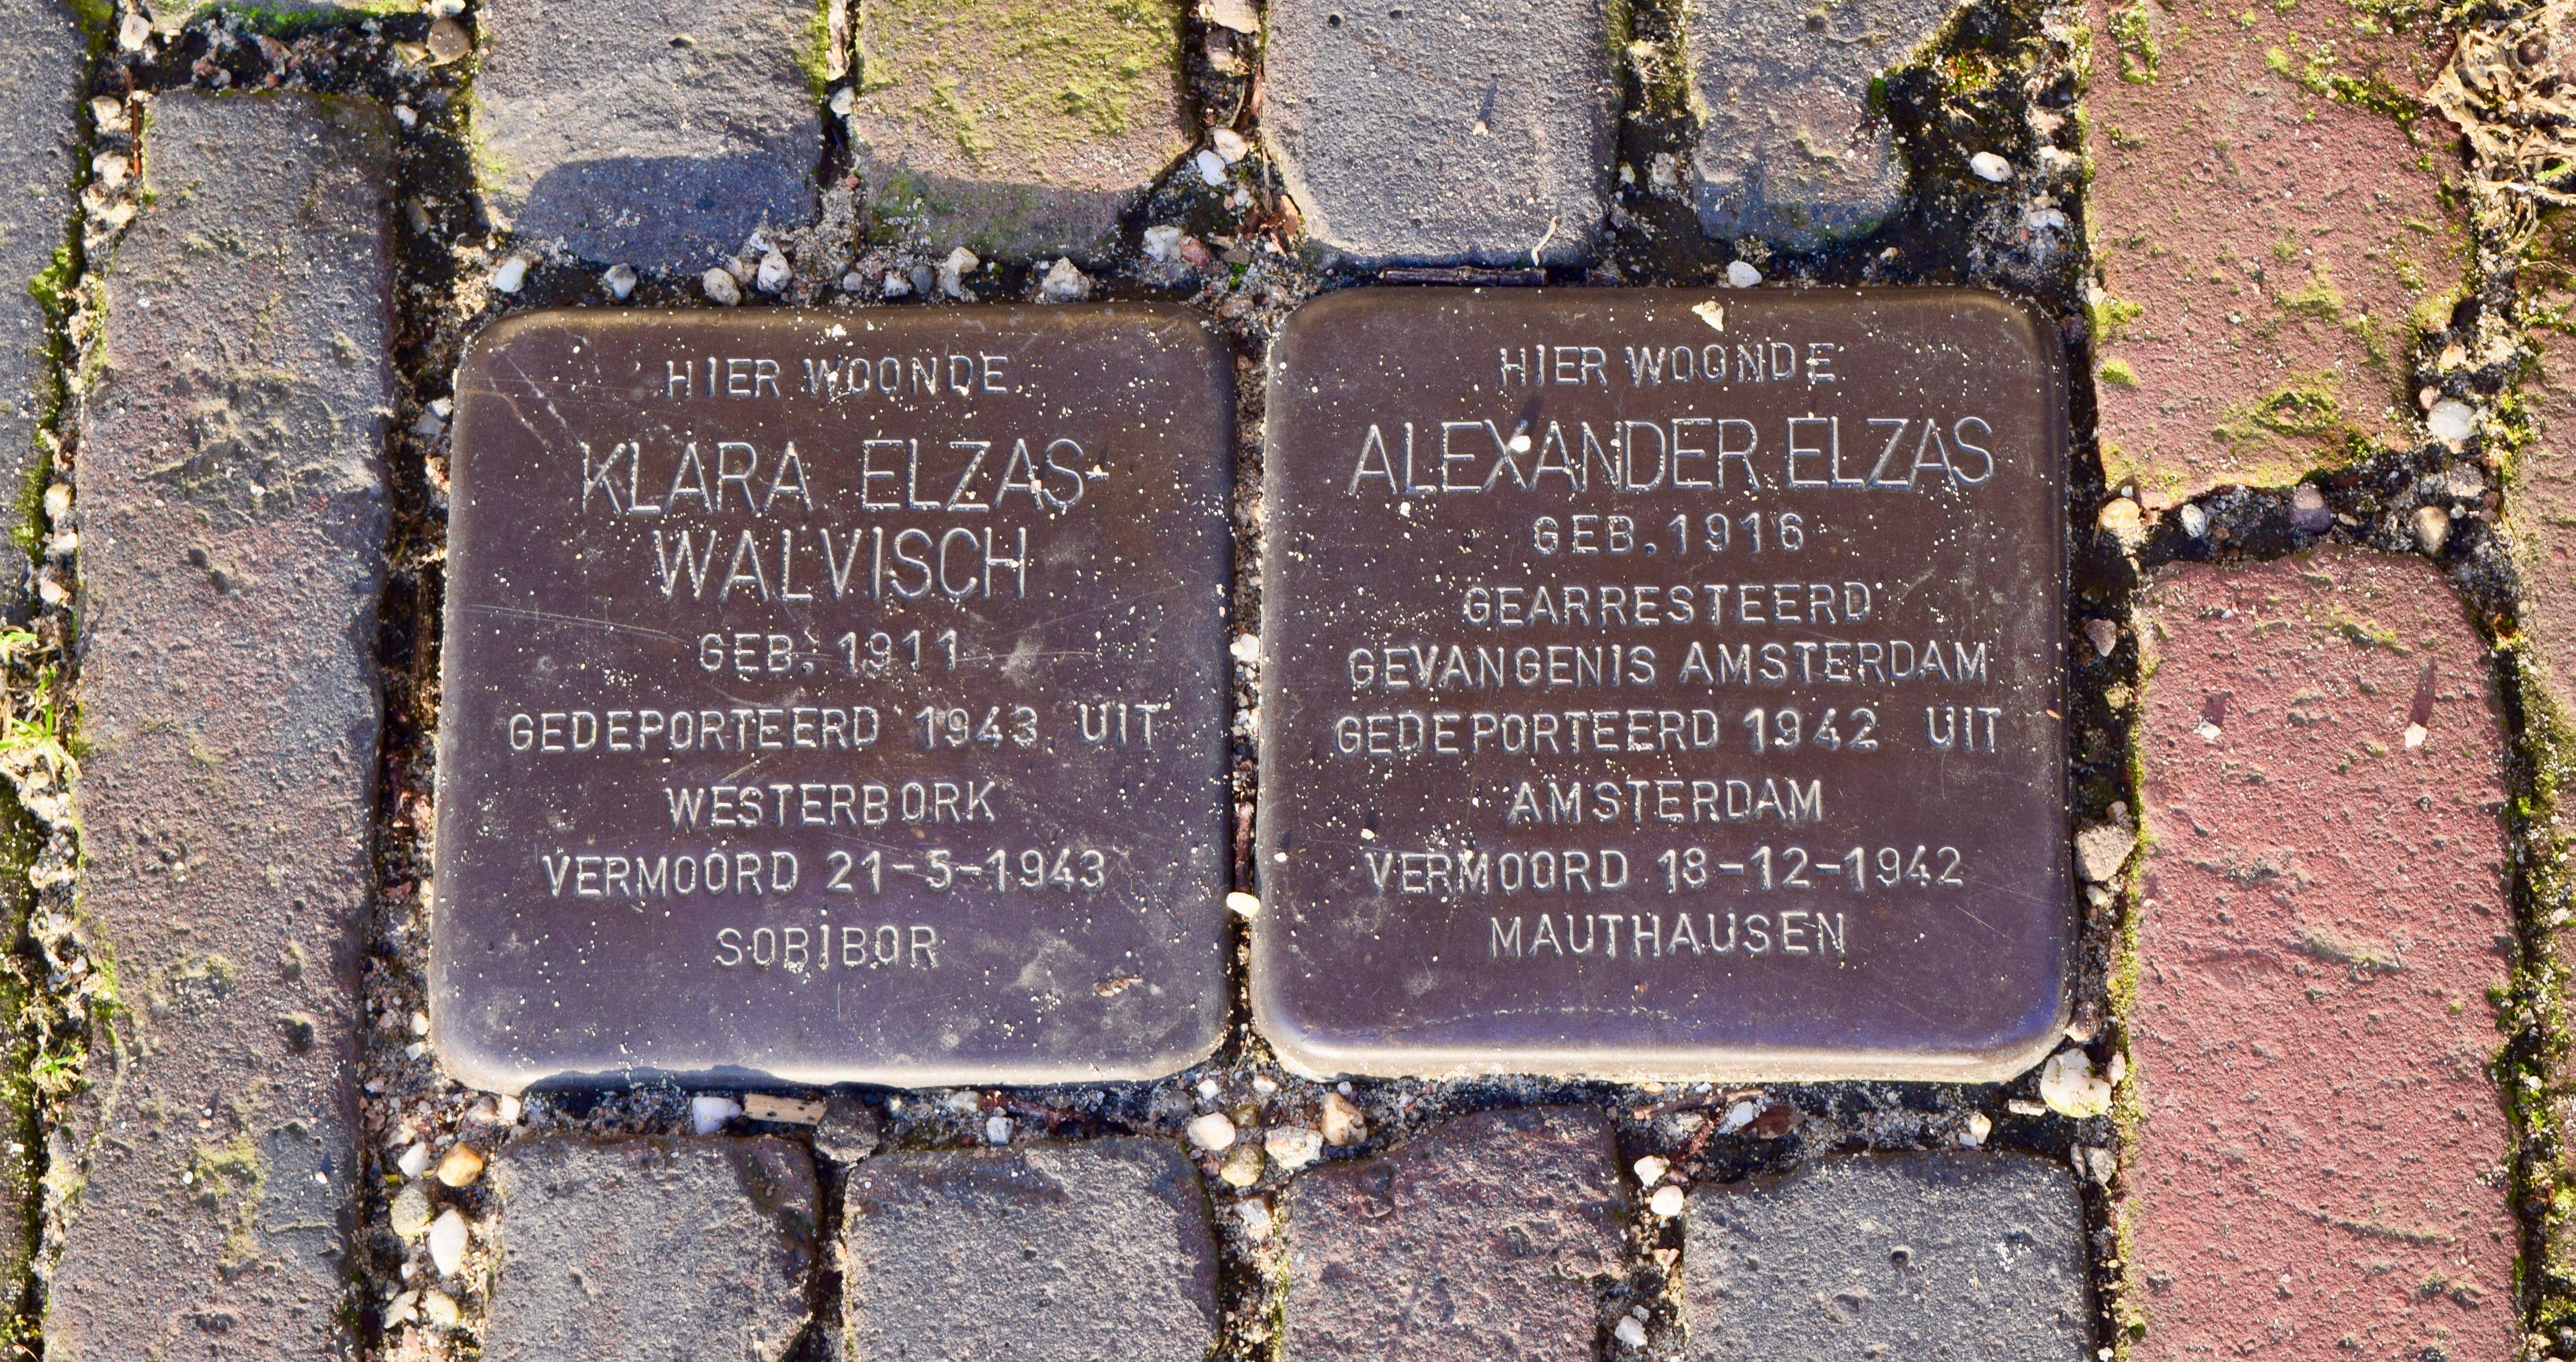 HIER WOONDE
KLARA ELZAS-
WALVISCH
GEB. 1911
GEDEPORTEERD 1943 UIT
WESTERBORK
VERMOORD 21-5-1943
SOBIBOR
HIER WOONDE
ALEXANDER ELZAS
GEB. 1916
GEARRESTEERD
GEVANGENIS AMSTERDAM
GEDEPORTEERD 1942 UIT
AMSTERDAM
VERMOORD 18-12-1942
MAUTHAUSEN